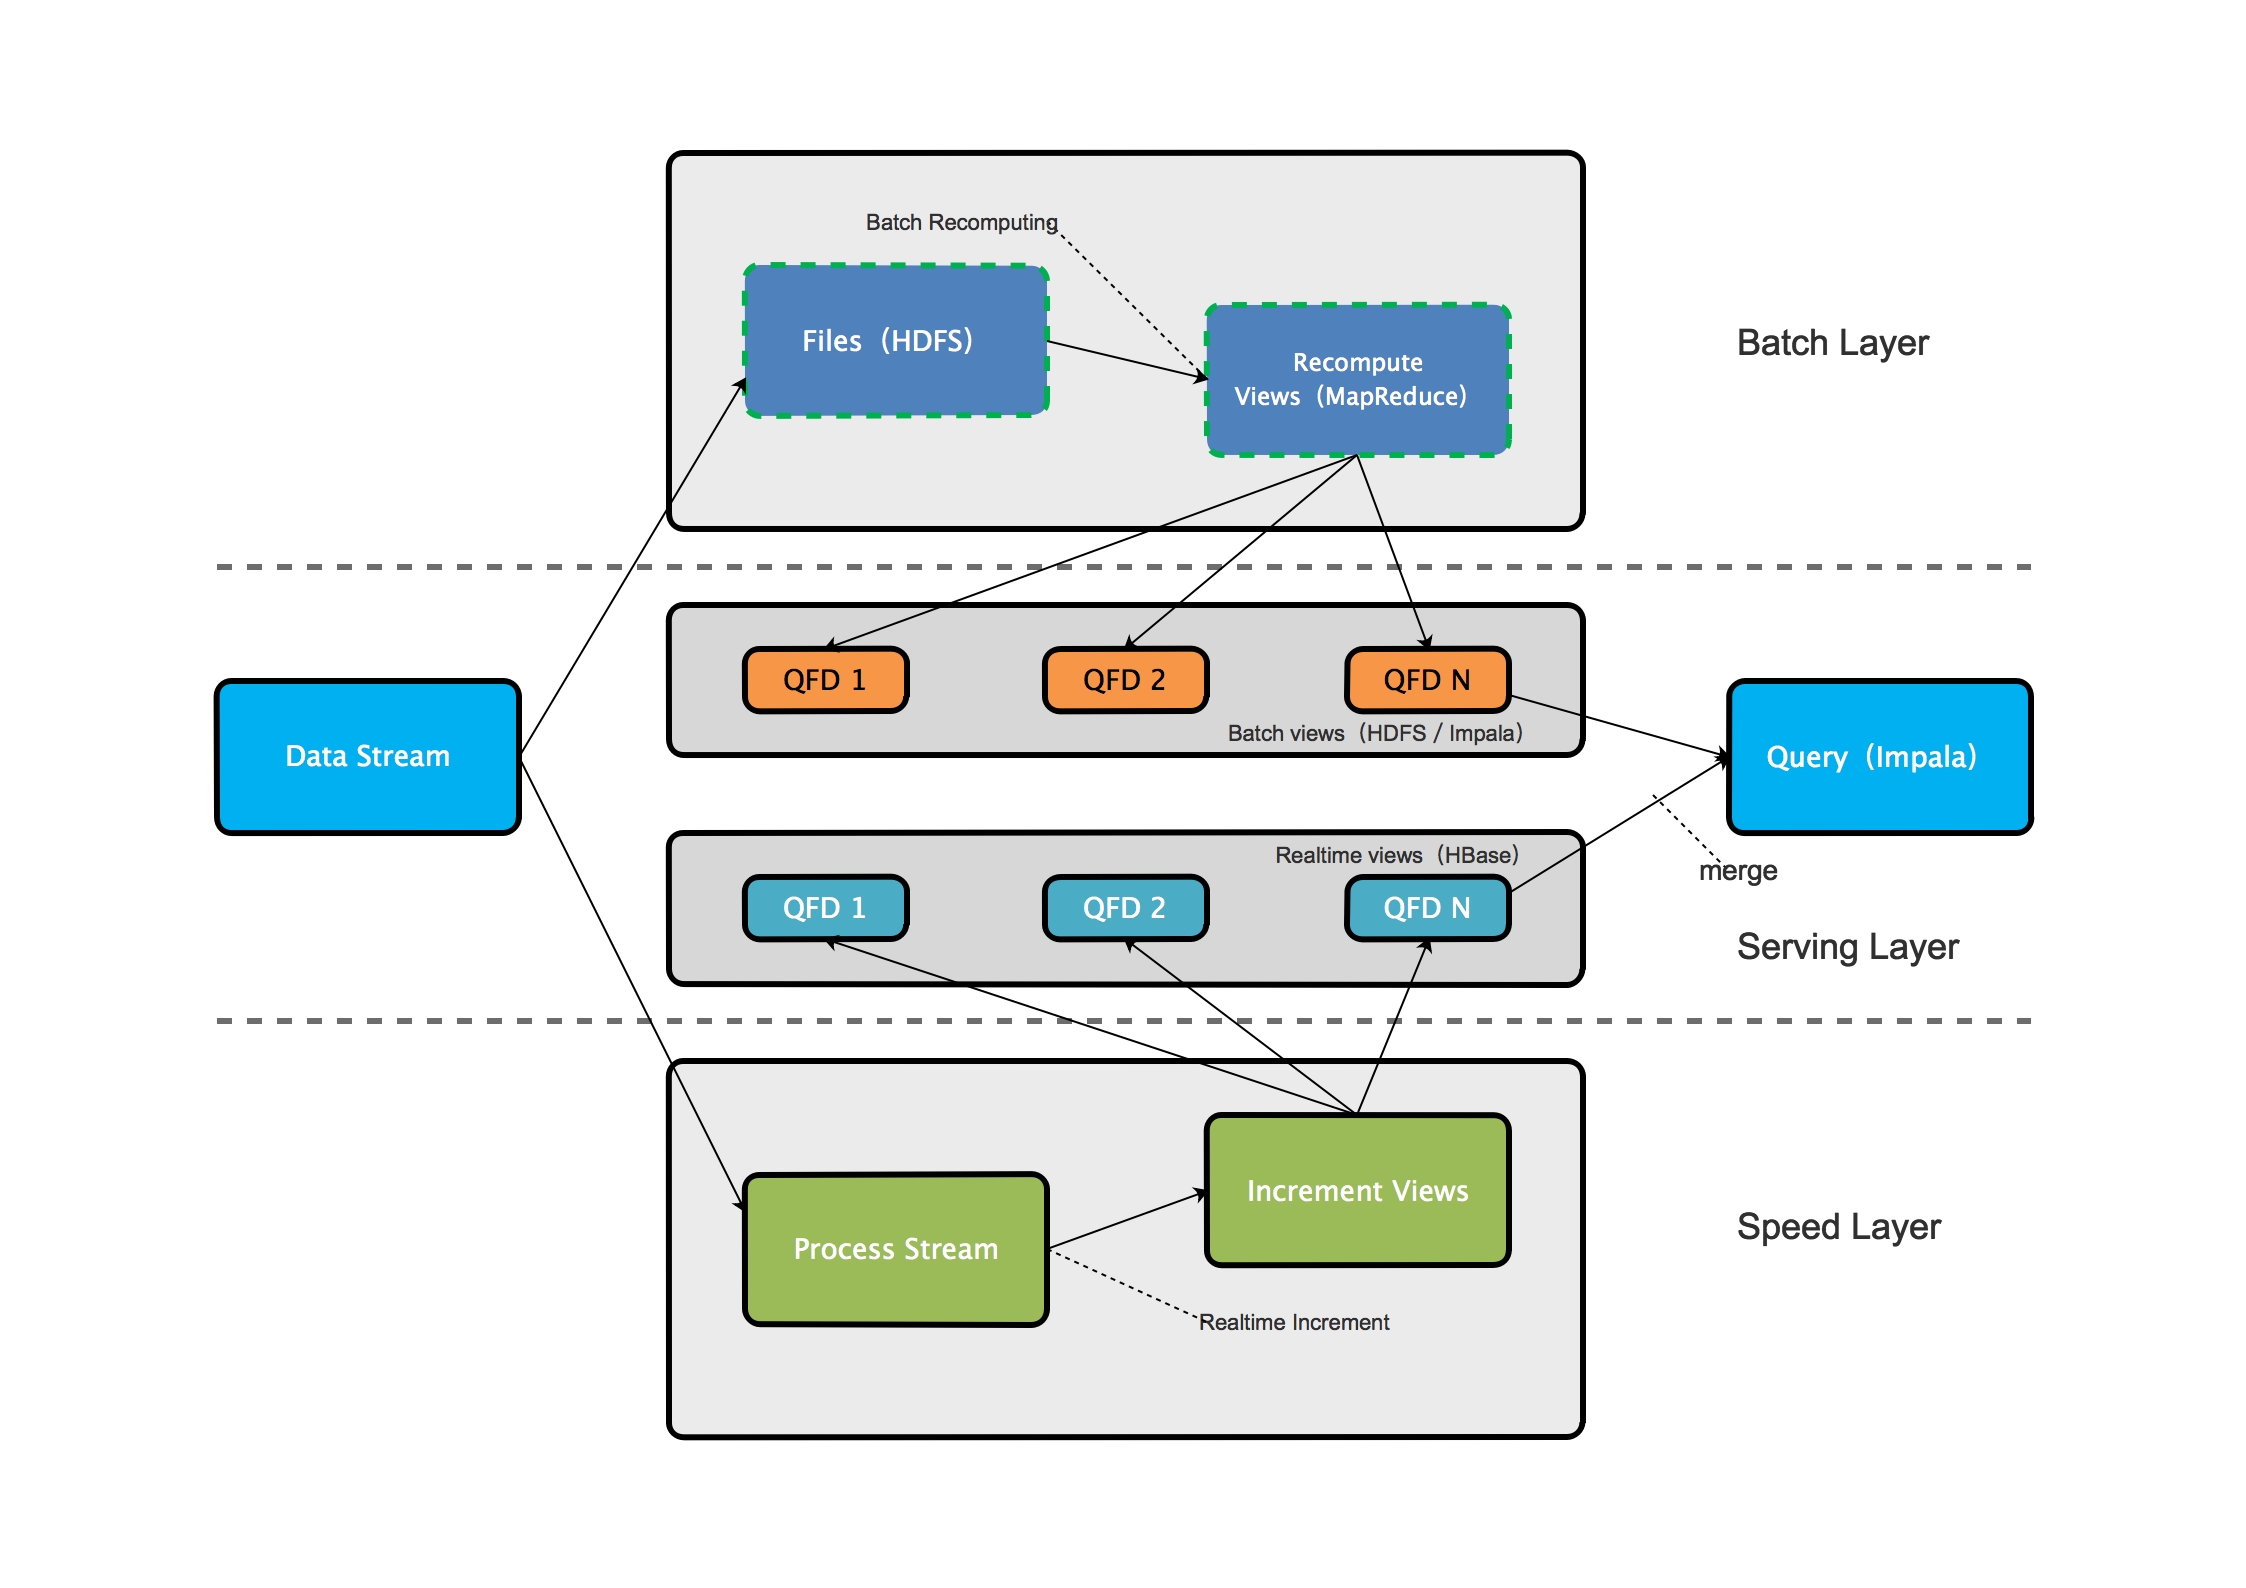 Batch Recomputing
Files（HDFS）
Recompute
Views（MapReduce）
Batch Layer
QFD 1
QFD 2
QFD N
Batch views（HDFS / Impala）
Data Stream
Query（Impala）
Realtime views（HBase）
merge
QFD 1
QFD 2
QFD N
Serving Layer
Increment Views
Process Stream
Speed Layer
Realtime Increment